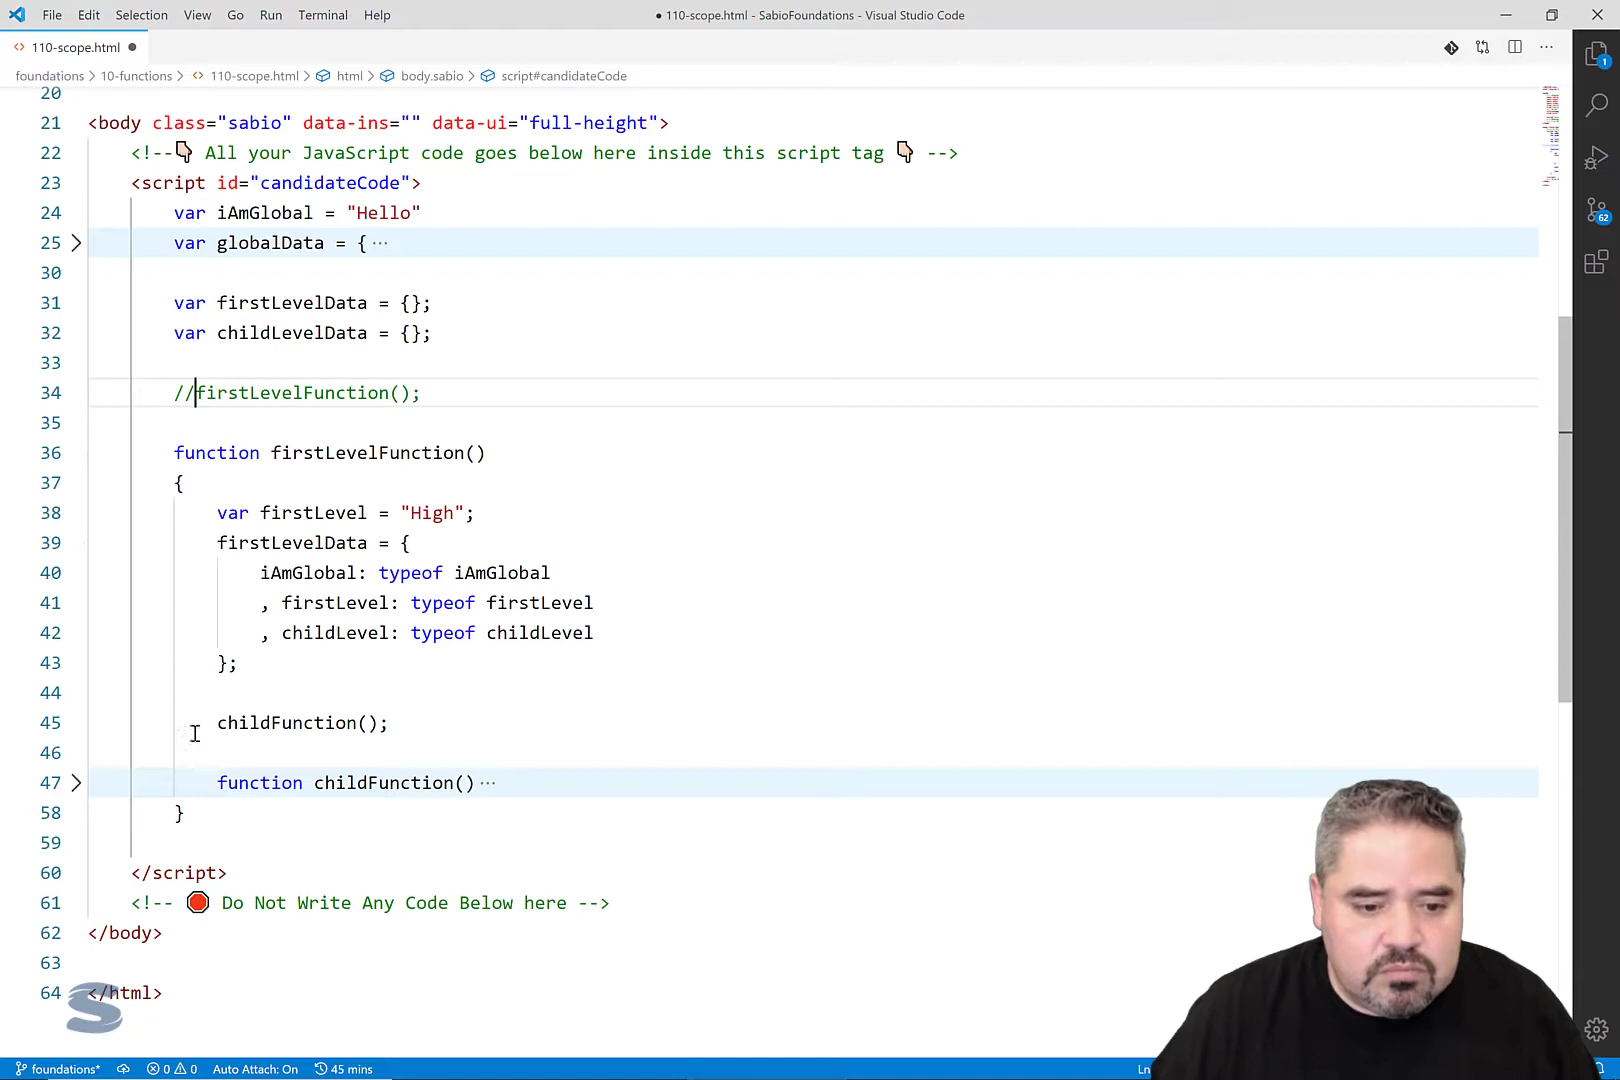 File Edit Selection View Go Run Terminal Help ● 110-scope.html - SabioFoundations - Visual Studio Code
<> 110-scope.html ●
foundations > 10-functions > <> 110-scope.html > html > body.sabio > script#candidateCode
20
21 <body class="sabio" data-ins="" data-ui="full-height">
22 <!--👇 All your JavaScript code goes below here inside this script tag 👇 -->
23 <script id="candidateCode">
24 var iAmGlobal = "Hello"
25 var globalData = { ...
30
31 var firstLevelData = {};
32 var childLevelData = {};
33
34 //firstLevelFunction();
35
36 function firstLevelFunction()
37 {
38 var firstLevel = "High";
39 firstLevelData = {
40 iAmGlobal: typeof iAmGlobal
41 , firstLevel: typeof firstLevel
42 , childLevel: typeof childLevel
43 };
44
45 childFunction();
46
47 function childFunction() ...
58 }
59
60 </script>
61 <!-- 🛑 Do Not Write Any Code Below here -->
62 </body>
63
64 </html>
1
62
foundations* 0 0 Auto Attach: On 45 mins Ln